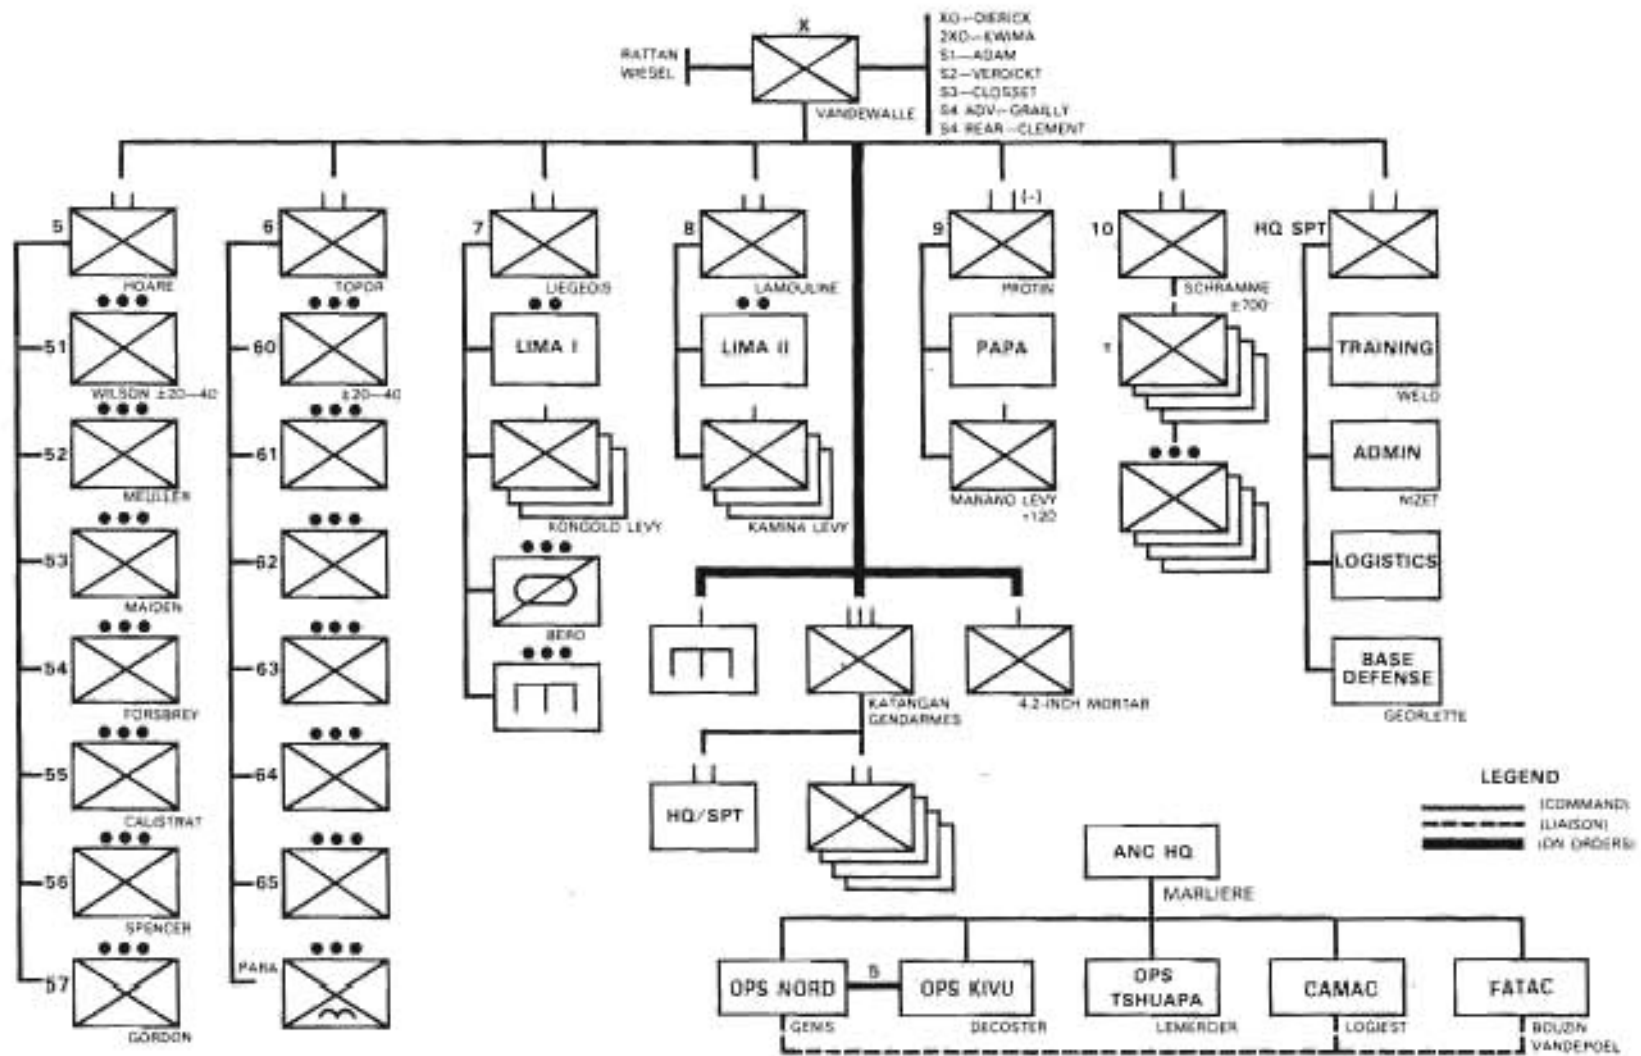 X
RATTAN
WIESEL
XO—DIERICX
2XO—KWIMA
S1—ADAM
S2—VERDICKT
S3—CLOSSET
S4 ADV—GRAILLY
S4 REAR—CLEMENT
VANDEWALLE
5
HOARE
51
WILSON ±20—40
52
MEULLER
53
MAIDEN
54
FORSBREY
55
CALISTRAT
56
SPENCER
57
GORDON
6
TOPOR
60
±20—40
61
62
63
64
65
PARA
7
LIEGEOIS
LIMA I
KONGOLO LEVY
BERD
8
LAMOULINE
LIMA II
KAMINA LEVY
KATANGAN
GENDARMES
4.2-INCH MORTAR
HQ/SPT
9
(-)
PROTIN
PAPA
MANANO LEVY
±120
10
SCHRAMME
±700
HQ SPT
TRAINING
WELO
ADMIN
NIZET
LOGISTICS
BASE
DEFENSE
GEORLETTE
LEGEND
(COMMAND)
(LIAISON)
(ON ORDERS)
ANC HQ
MARLIERE
OPS NORD
GENIS
5
OPS KIVU
DECOSTER
OPS
TSHUAPA
LEMERCIER
CAMAC
LOGIEST
FATAC
BOUZIN
VANDEPOEL